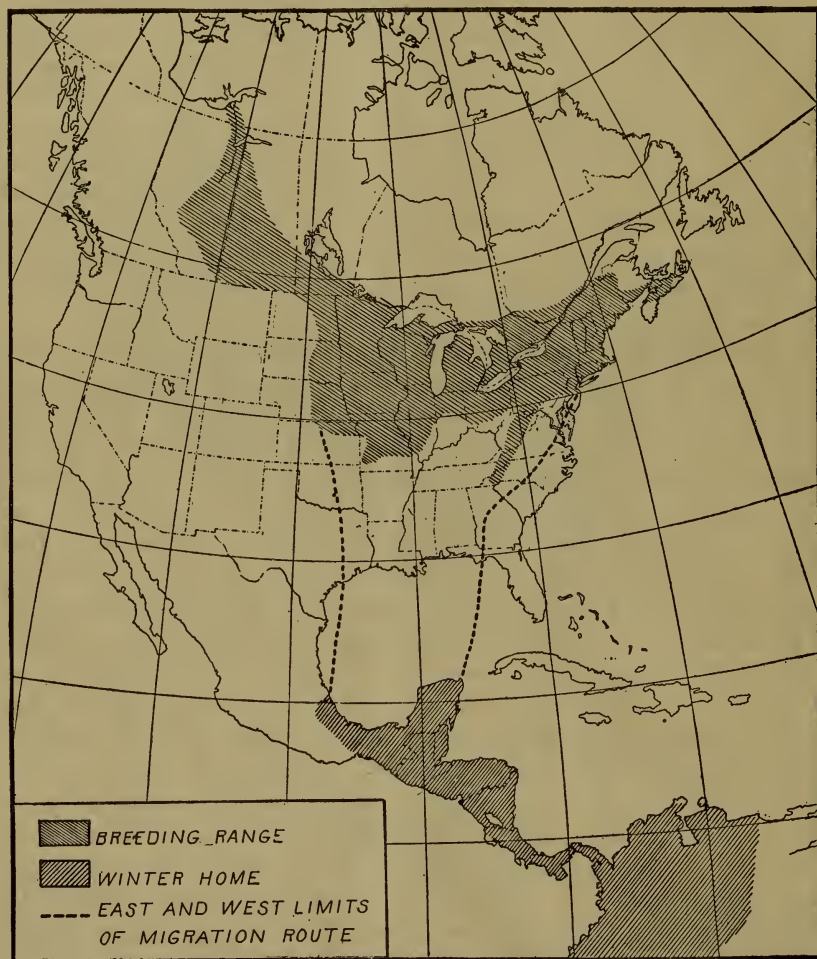 BREEDING RANGE
WINTER HOME
EAST AND WEST LIMITS
OF MIGRATION ROUTE